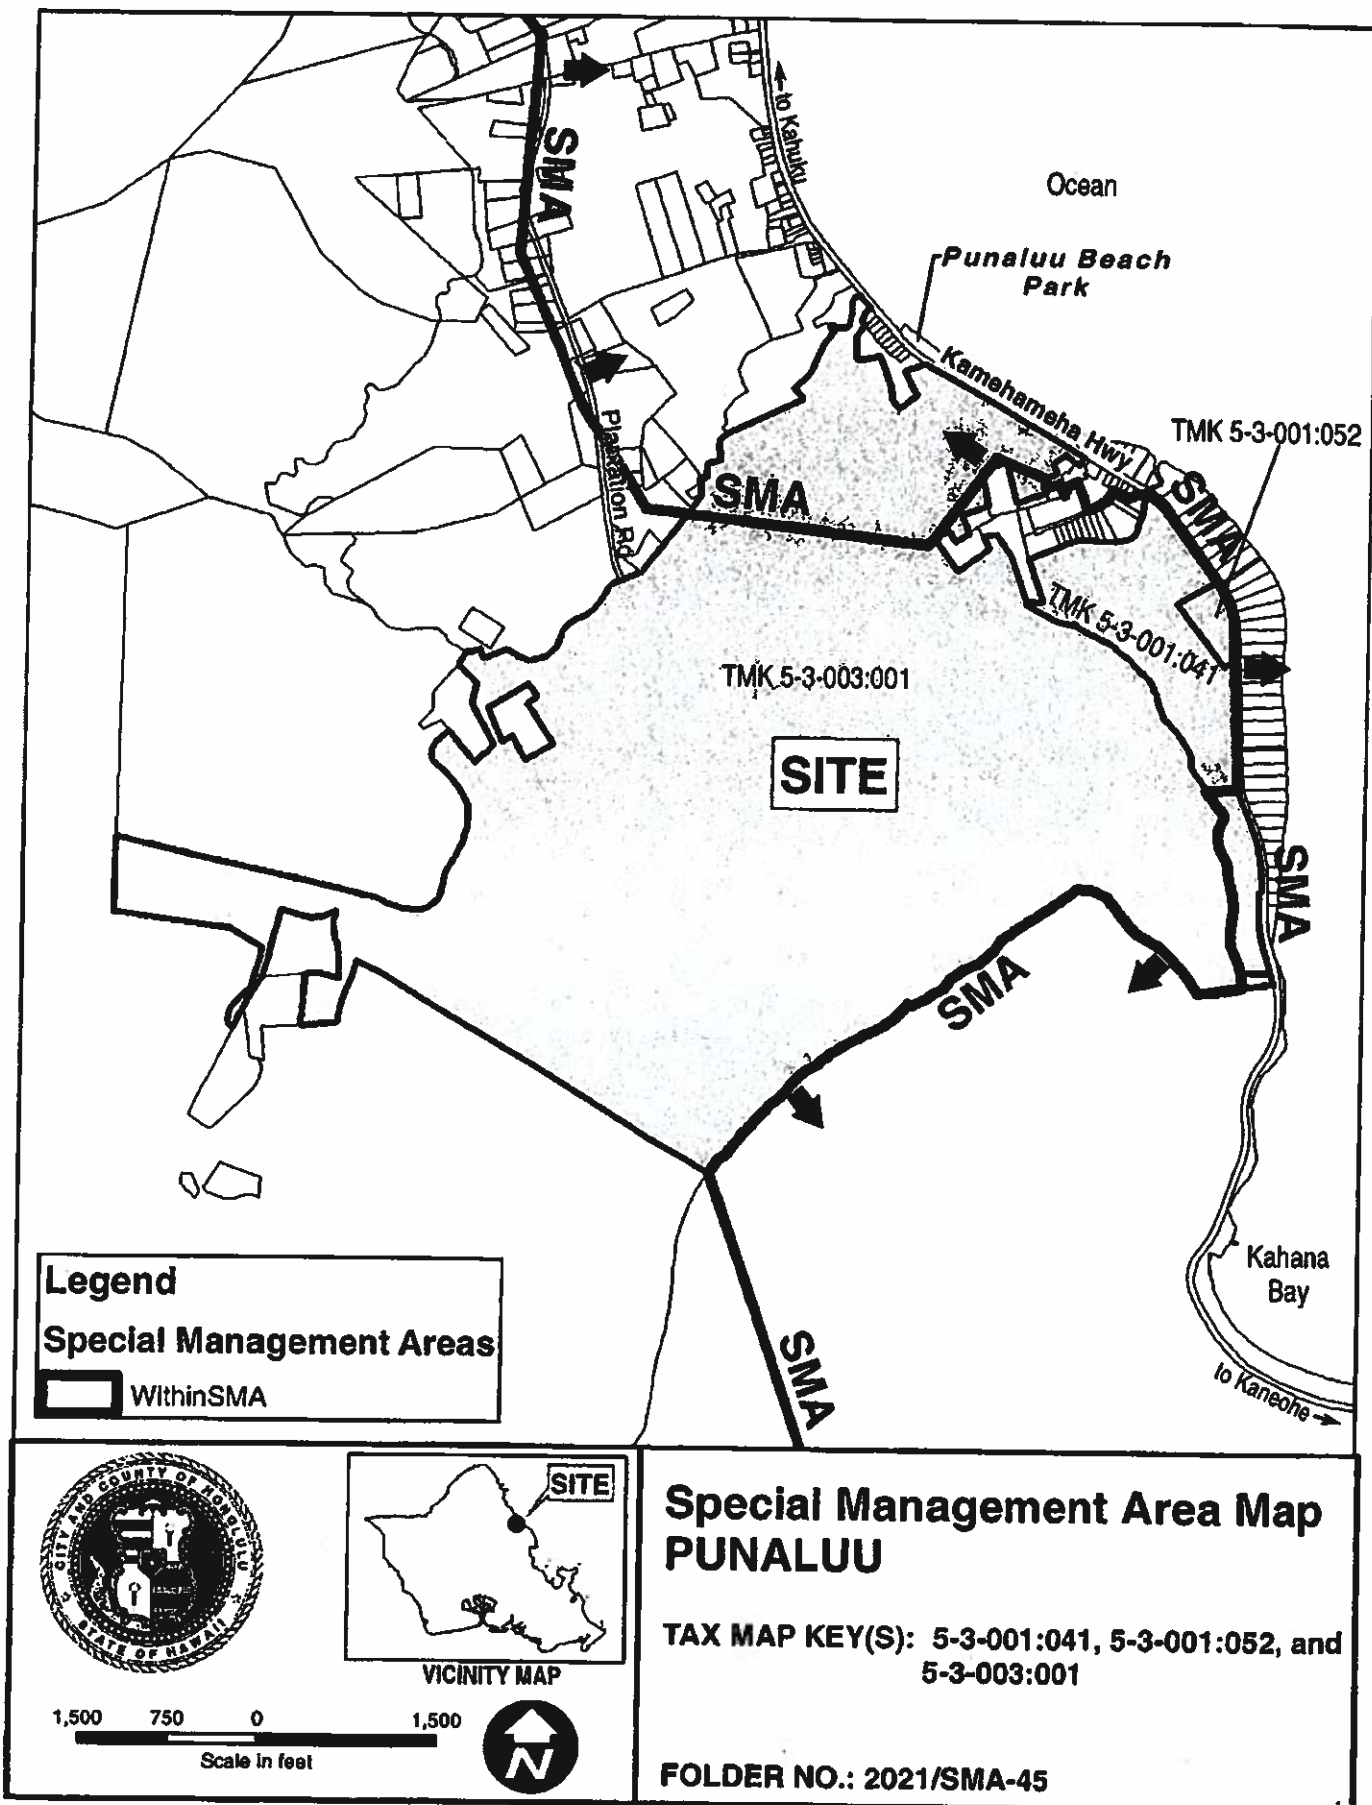 SMA
to Kahuku
Ocean
Punaluu Beach
Park
Kamehameha Hwy
TMK 5-3-001:052
Plantation Rd
SMA
SMA
TMK 5-3-001:041
TMK 5-3-003:001
SITE
SMA
SMA
Kahana
Bay
to Kaneohe
SMA
Legend
Special Management Areas
WithinSMA
CITY AND COUNTY OF HONOLULU
STATE OF HAWAII
SITE
VICINITY MAP
1,500 750 0 1,500
Scale in feet
N
Special Management Area Map
PUNALUU
TAX MAP KEY(S): 5-3-001:041, 5-3-001:052, and
5-3-003:001
FOLDER NO.: 2021/SMA-45